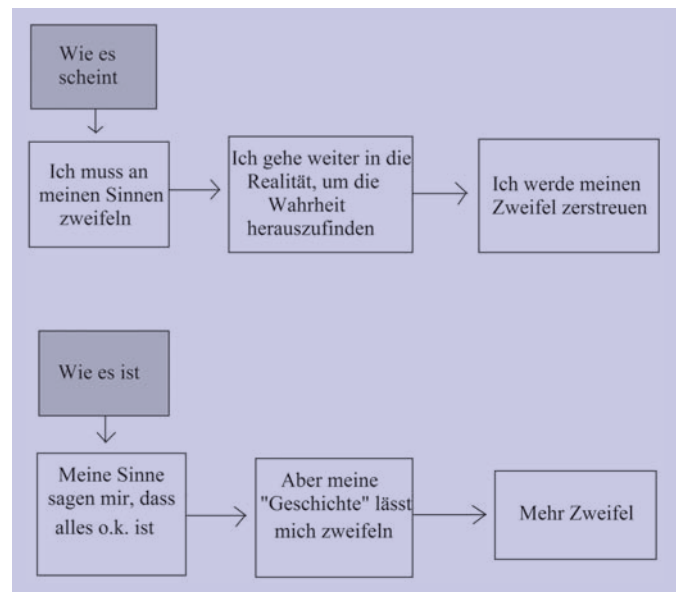 Wie es
scheint
Ich muss an
meinen Sinnen
zweifeln
Ich gehe weiter in die
Realität, um die
Wahrheit
herauszufinden
Ich werde meinen
Zweifel zerstreuen
Wie es ist
Meine Sinne
sagen mir, dass
alles o.k. ist
Aber meine
"Geschichte" lässt
mich zweifeln
Mehr Zweifel